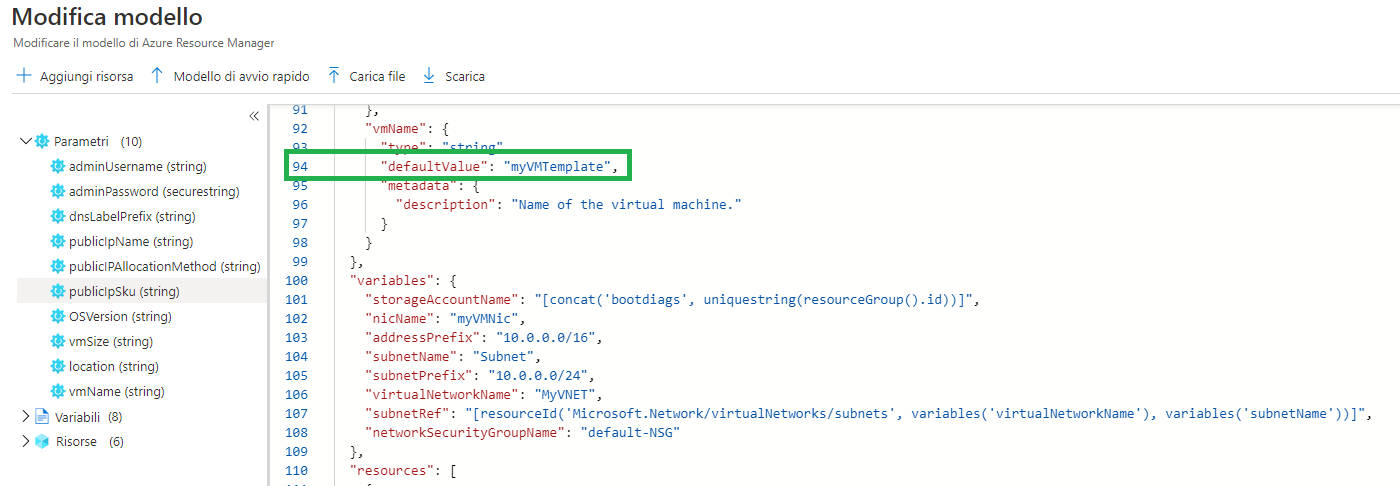 Modifica modello
Modificare il modello di Azure Resource Manager
Aggiungi risorsa Modello di avvio rapido Carica file Scarica
Parametri (10)
adminUsername (string)
adminPassword (securestring)
dnsLabelPrefix (string)
publicIpName (string)
publicIPAllocationMethod (string)
publicIpSku (string)
OSVersion (string)
vmSize (string)
location (string)
vmName (string)
Variabili (8)
Risorse (6)
91 },
92 "vmName": {
93 "type": "string"
94 "defaultValue": "myVMTemplate",
95 "metadata": {
96 "description": "Name of the virtual machine."
97 }
98 }
99 },
100 "variables": {
101 "storageAccountName": "[concat('bootdiags', uniquestring(resourceGroup().id))]",
102 "nicName": "myVMNic",
103 "addressPrefix": "10.0.0.0/16",
104 "subnetName": "Subnet",
105 "subnetPrefix": "10.0.0.0/24",
106 "virtualNetworkName": "MyVNET",
107 "subnetRef": "[resourceId('Microsoft.Network/virtualNetworks/subnets', variables('virtualNetworkName'), variables('subnetName'))]",
108 "networkSecurityGroupName": "default-NSG"
109 },
110 "resources": [